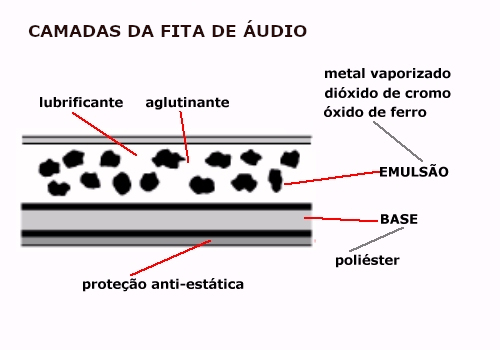 CAMADAS DA FITA DE ÁUDIO
metal vaporizado
dióxido de cromo
óxido de ferro
lubrificante aglutinante
EMULSÃO
BASE
poliéster
proteção anti-estática